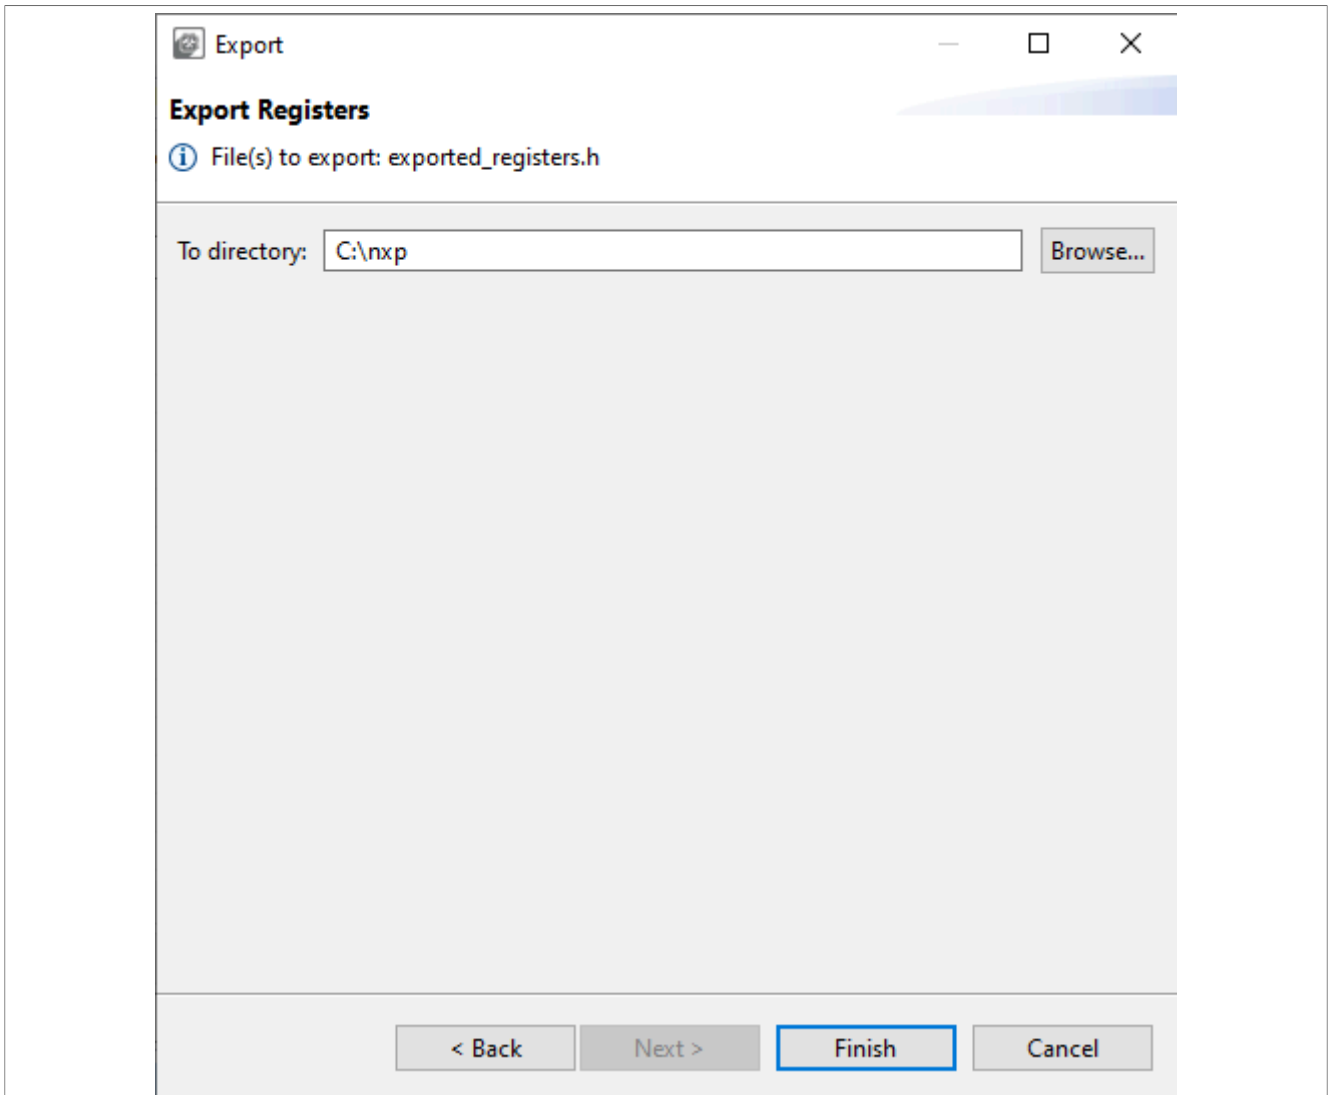 Export
Export Registers
File(s) to export: exported_registers.h
To directory: C:\nxp Browse...
< Back Next > Finish Cancel